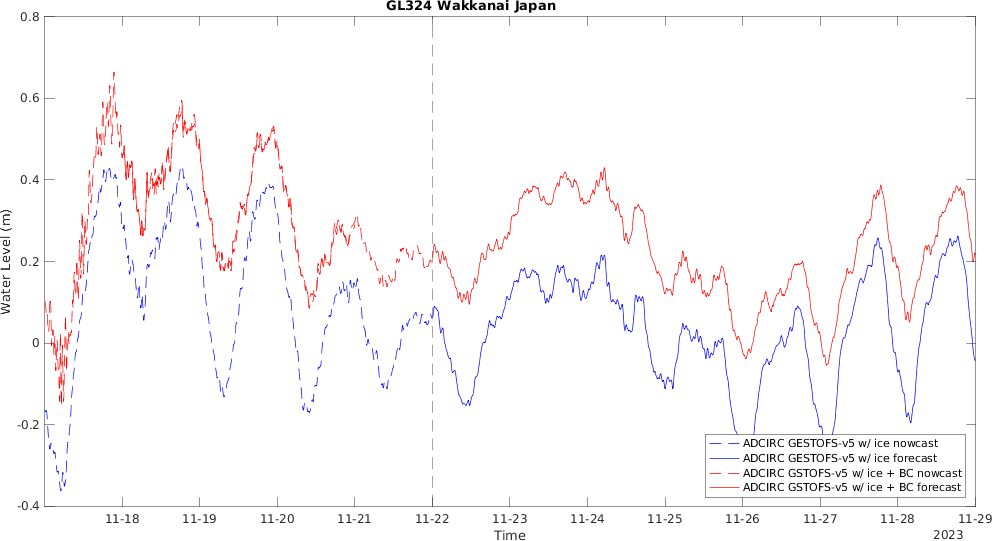 GL324 Wakkanai Japan
0.8
0.6
0.4
0.2
0
-0.2
-0.4
Water Level (m)
ADCIRC GESTOFS-v5 w/ ice nowcast
ADCIRC GESTOFS-v5 w/ ice forecast
ADCIRC GSTOFS-v5 w/ ice + BC nowcast
ADCIRC GSTOFS-v5 w/ ice + BC forecast
11-18 11-19 11-20 11-21 11-22 11-23 11-24 11-25 11-26 11-27 11-28 11-29
Time
2023